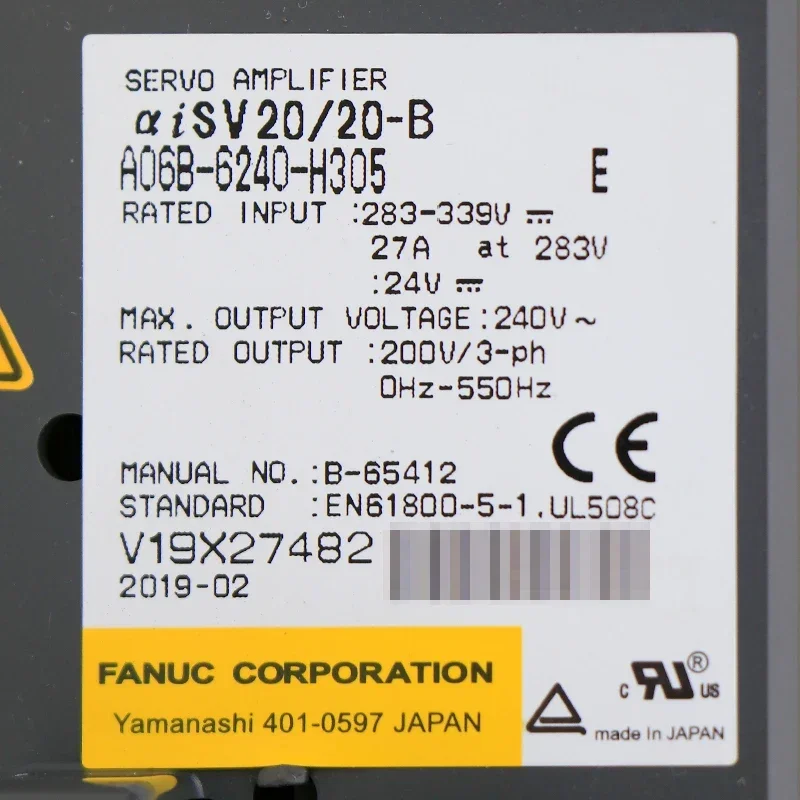 SERVO AMPLIFIER
αiSV20/20-B
A06B-6240-H305 E
RATED INPUT :283-339V ⎓
27A at 283V
:24V ⎓
MAX. OUTPUT VOLTAGE:240V～
RATED OUTPUT :200V/3-ph
0Hz-550Hz
CE
MANUAL NO.:B-65412
STANDARD :EN61800-5-1,UL508C
V19X27482
2019-02
FANUC CORPORATION
Yamanashi 401-0597 JAPAN
c RU ® US
made in JAPAN